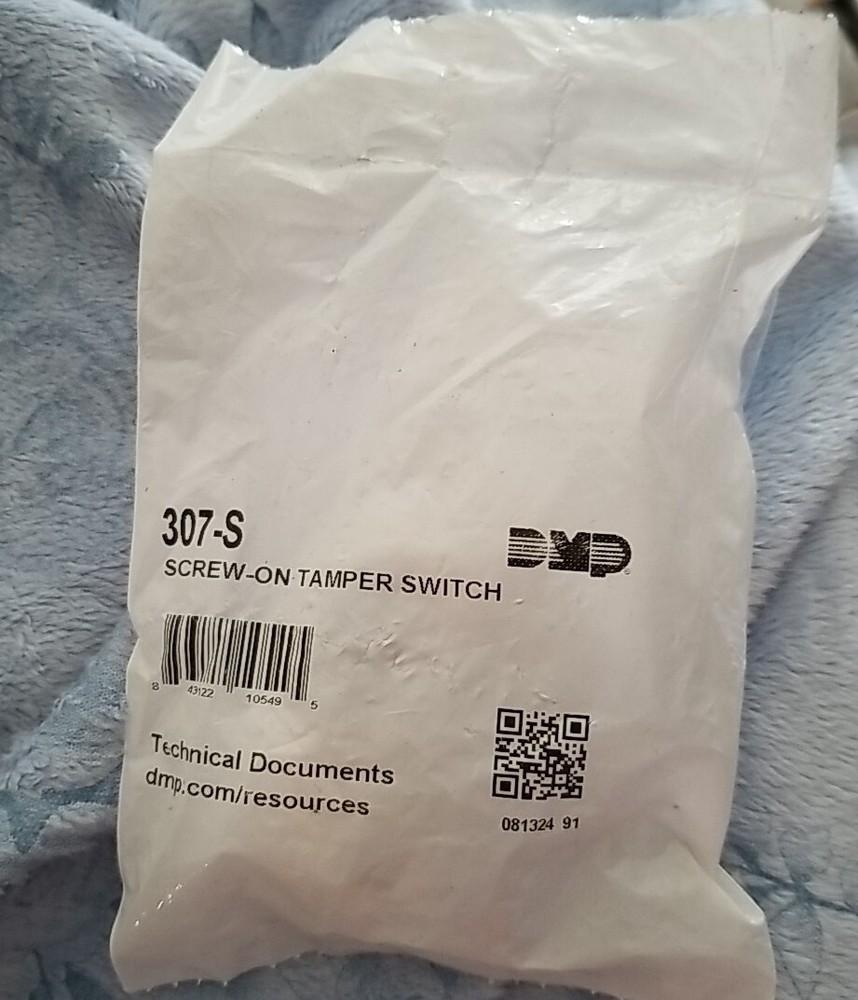 307-S
DMP
SCREW-ON TAMPER SWITCH
8 43122 10549 5
Technical Documents
dmp.com/resources
081324 91